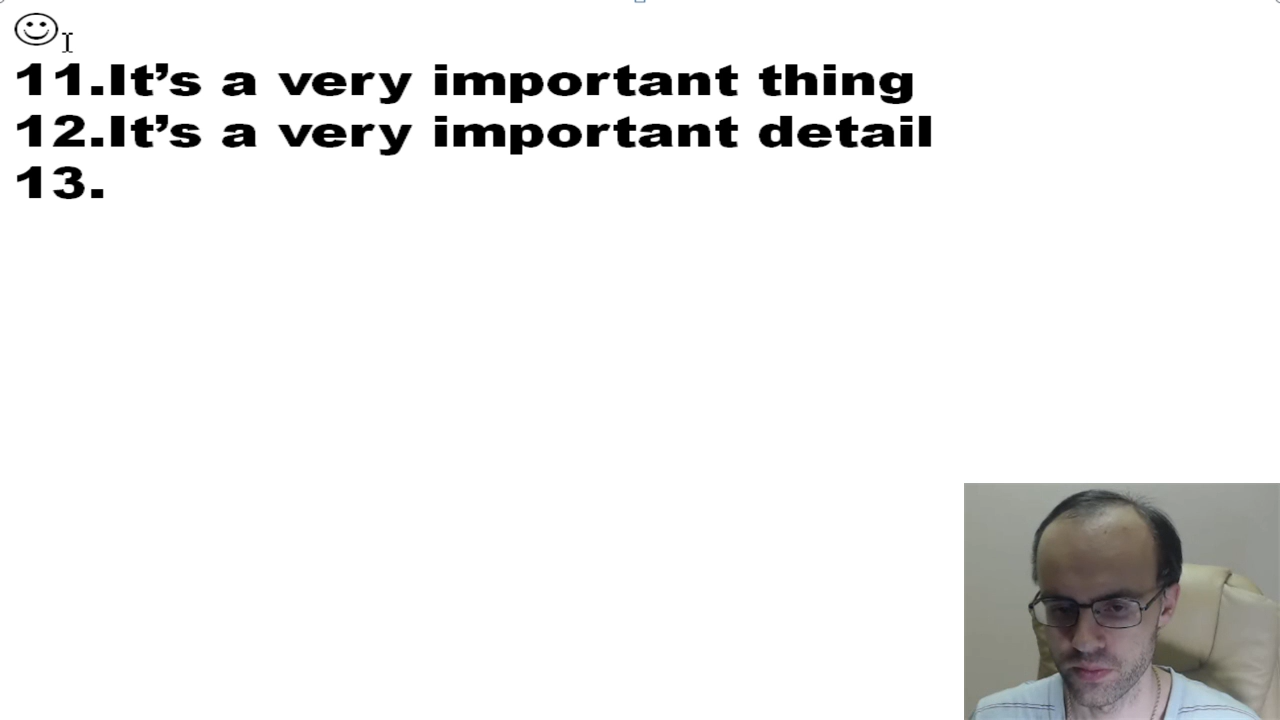 11.It’s a very important thing
12.It’s a very important detail
13.